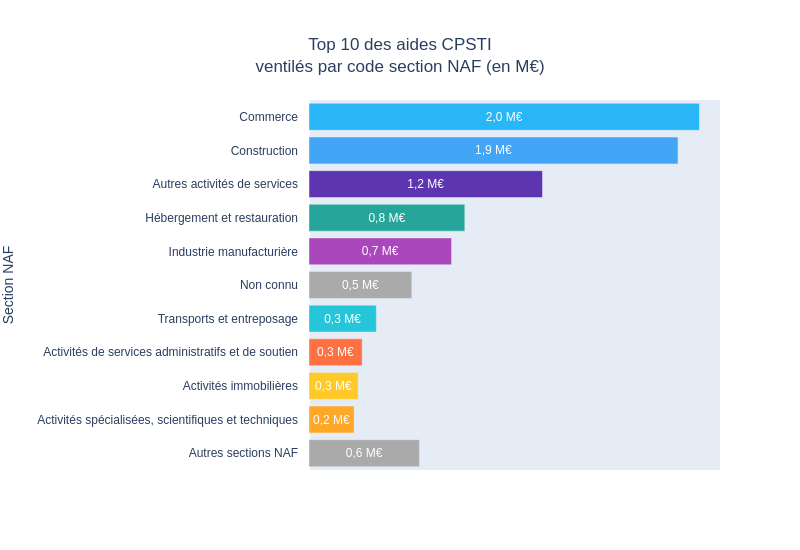 Top 10 des aides CPSTI
ventilés par code section NAF (en M€)
Section NAF
Commerce
2,0 M€
Construction
1,9 M€
Autres activités de services
1,2 M€
Hébergement et restauration
0,8 M€
Industrie manufacturière
0,7 M€
Non connu
0,5 M€
Transports et entreposage
0,3 M€
Activités de services administratifs et de soutien
0,3 M€
Activités immobilières
0,3 M€
Activités spécialisées, scientifiques et techniques
0,2 M€
Autres sections NAF
0,6 M€